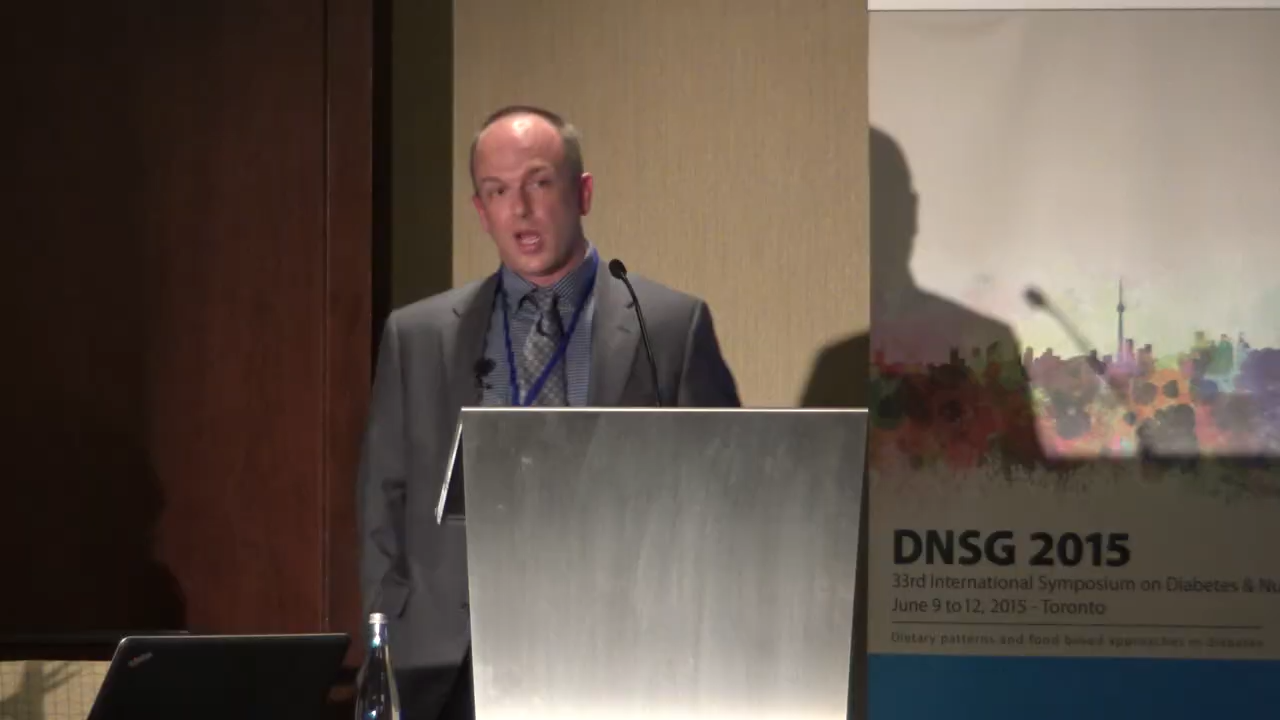 DNSG 2015
33rd International Symposium on Diabetes & Nu
June 9 to 12, 2015 - Toronto
Dietary patterns and food based approaches in diabetes